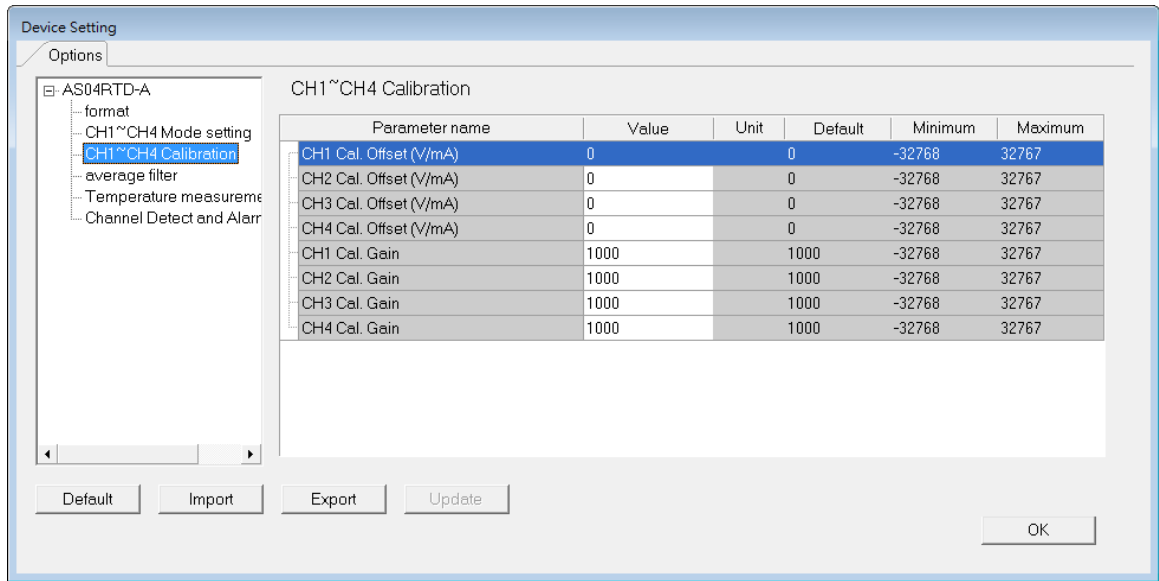 Device Setting
Options
AS04RTD-A
format
CH1~CH4 Mode setting
CH1~CH4 Calibration
average filter
Temperature measureme
Channel Detect and Alarr
CH1~CH4 Calibration
Parameter name Value Unit Default Minimum Maximum
CH1 Cal. Offset (V/mA) 0 0 -32768 32767
CH2 Cal. Offset (V/mA) 0 0 -32768 32767
CH3 Cal. Offset (V/mA) 0 0 -32768 32767
CH4 Cal. Offset (V/mA) 0 0 -32768 32767
CH1 Cal. Gain 1000 1000 -32768 32767
CH2 Cal. Gain 1000 1000 -32768 32767
CH3 Cal. Gain 1000 1000 -32768 32767
CH4 Cal. Gain 1000 1000 -32768 32767
Default Import Export Update
OK